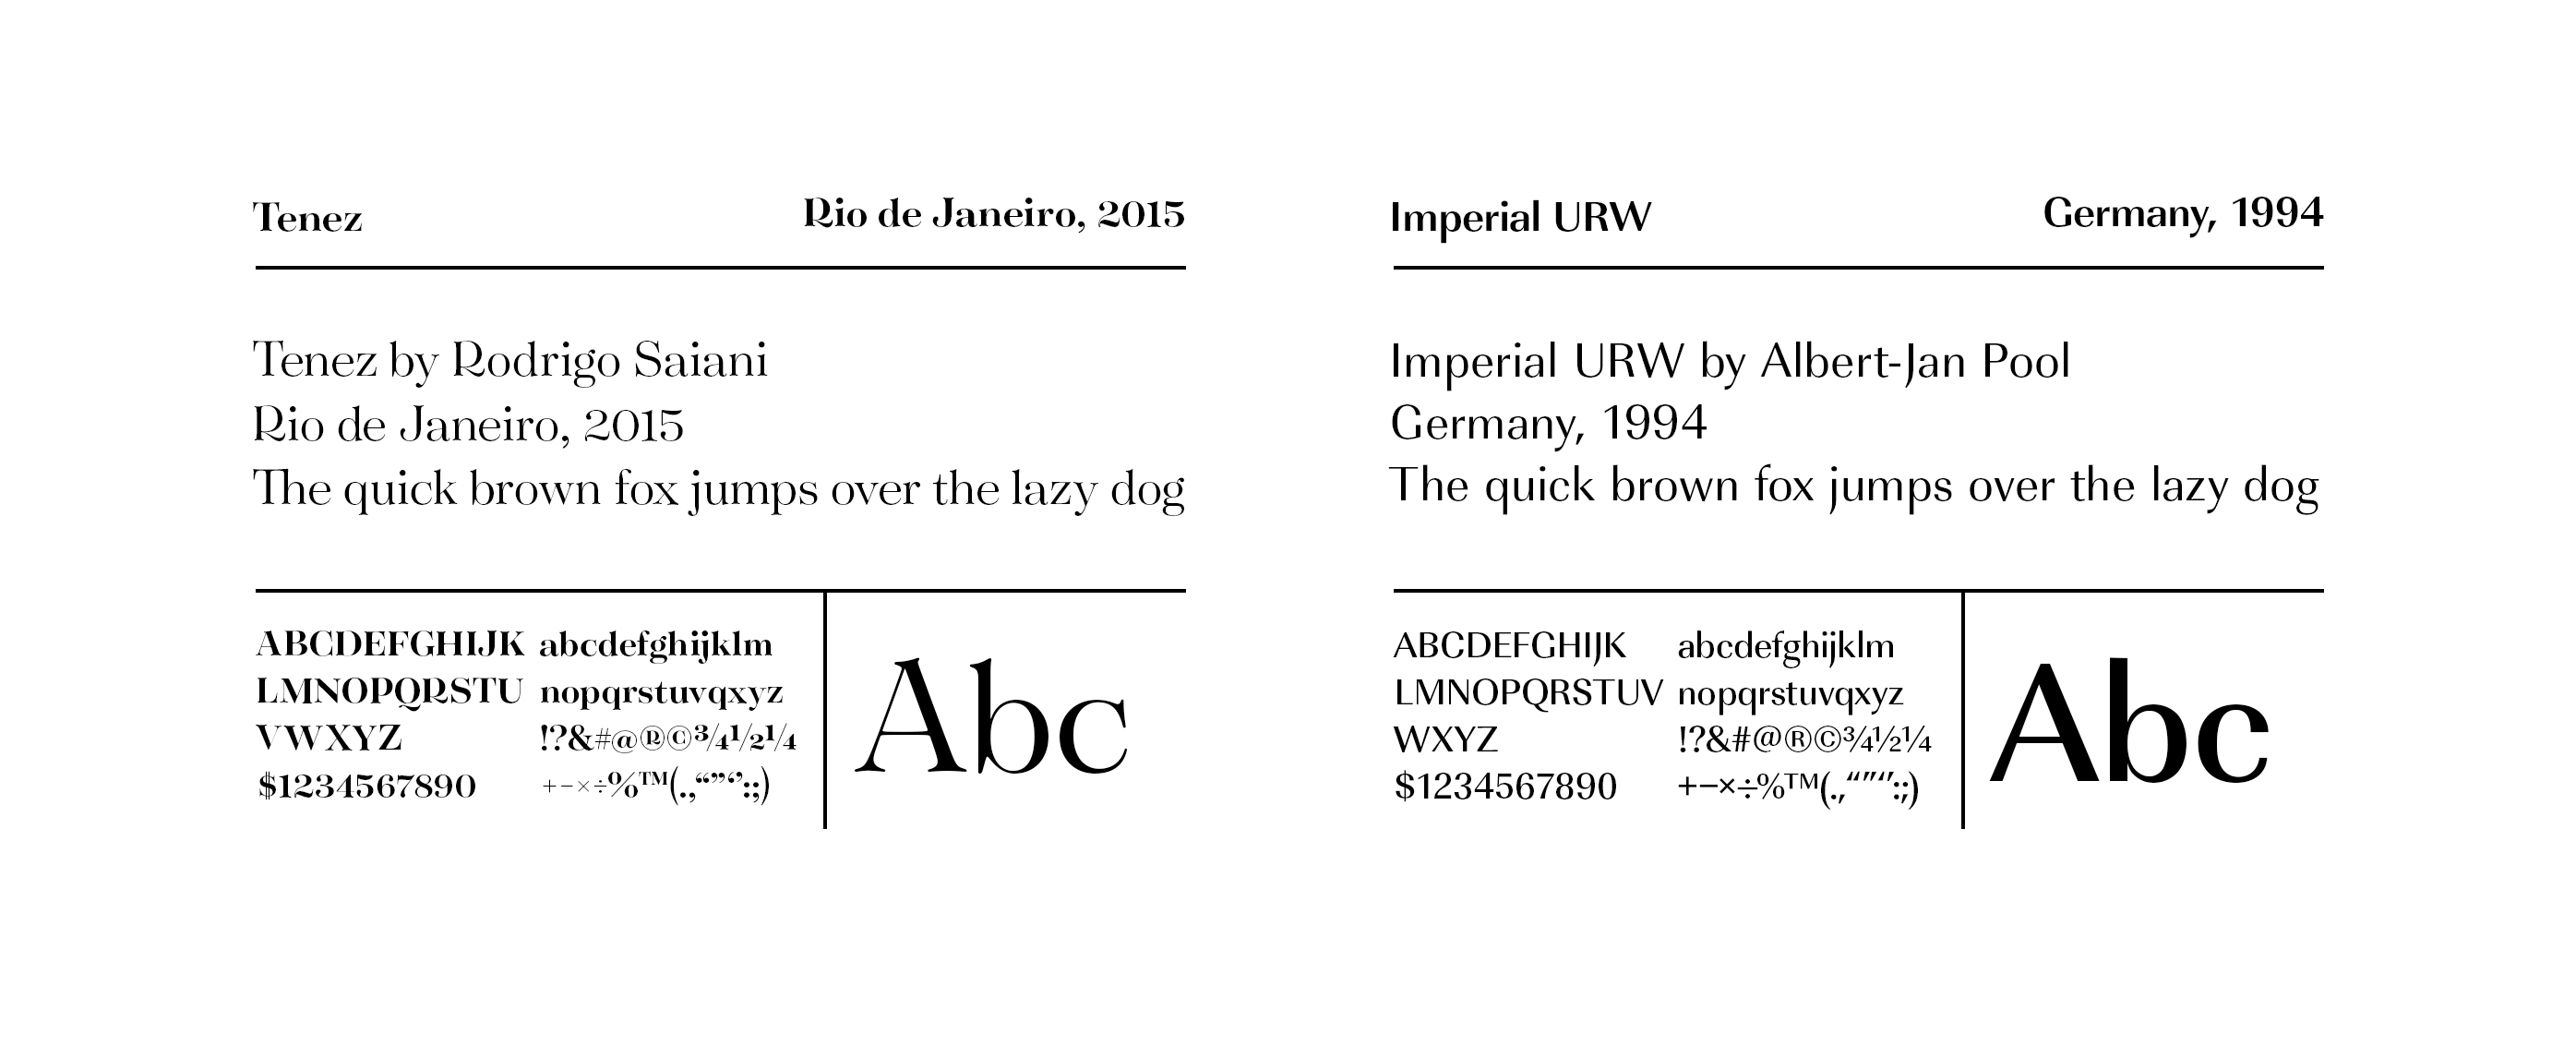 Tenez
Rio de Janeiro, 2015
Tenez by Rodrigo Saiani
Rio de Janeiro, 2015
The quick brown fox jumps over the lazy dog
ABCDEFGHIJK
LMNOPQRSTU
VWXYZ
$1234567890
abcdefghijklm
nopqrstuvqxyz
!?&#@®©¾½¼
+−×÷%™(.,“”‘’:;)
Abc
Imperial URW
Germany, 1994
Imperial URW by Albert-Jan Pool
Germany, 1994
The quick brown fox jumps over the lazy dog
ABCDEFGHIJK
LMNOPQRSTUV
WXYZ
$1234567890
abcdefghijklm
nopqrstuvqxyz
!?&#@®©¾½¼
+−×÷%™(.,“”‘’:;)
Abc